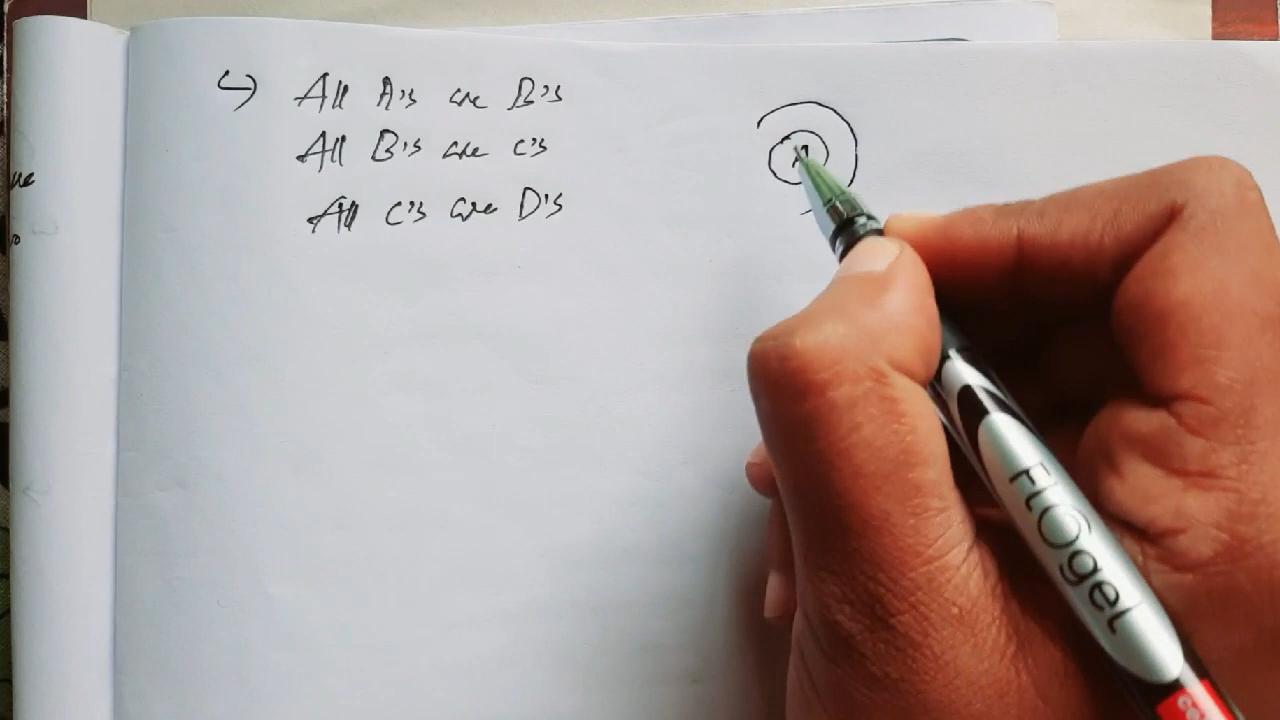 ↪ All A's are B's
All B's are C's
All C's are D's
A
FLOgel